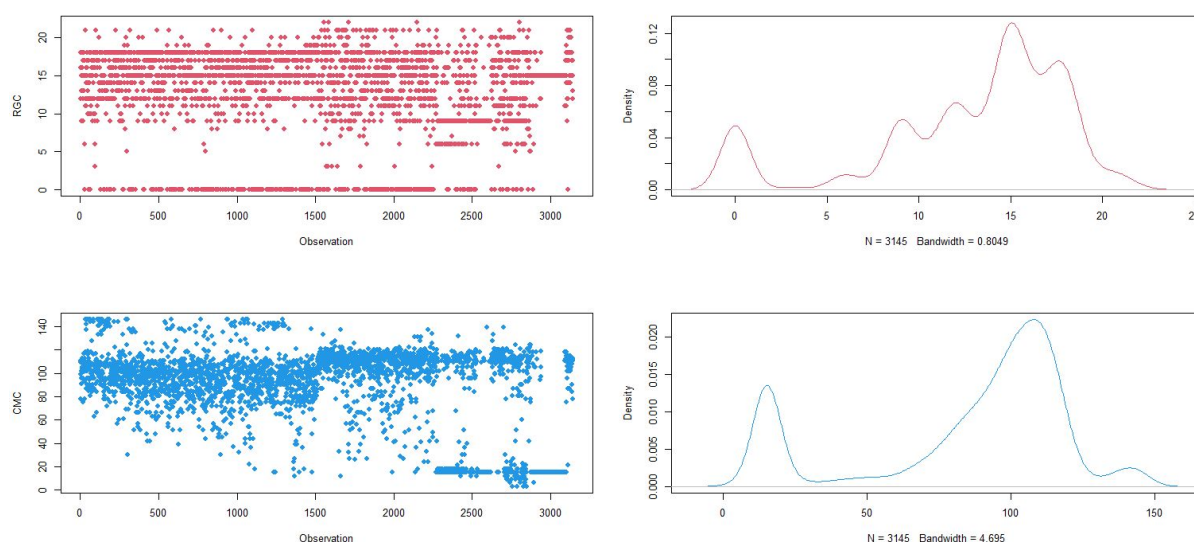 RGC
0 5 10 15 20
0 500 1000 1500 2000 2500 3000
Observation
Density
0.00 0.04 0.08 0.12
0 5 10 15 20 2
N = 3145 Bandwidth = 0.8049
CMC
0 20 40 60 80 100 140
0 500 1000 1500 2000 2500 3000
Observation
Density
0.000 0.005 0.010 0.015 0.020
0 50 100 150
N = 3145 Bandwidth = 4.695